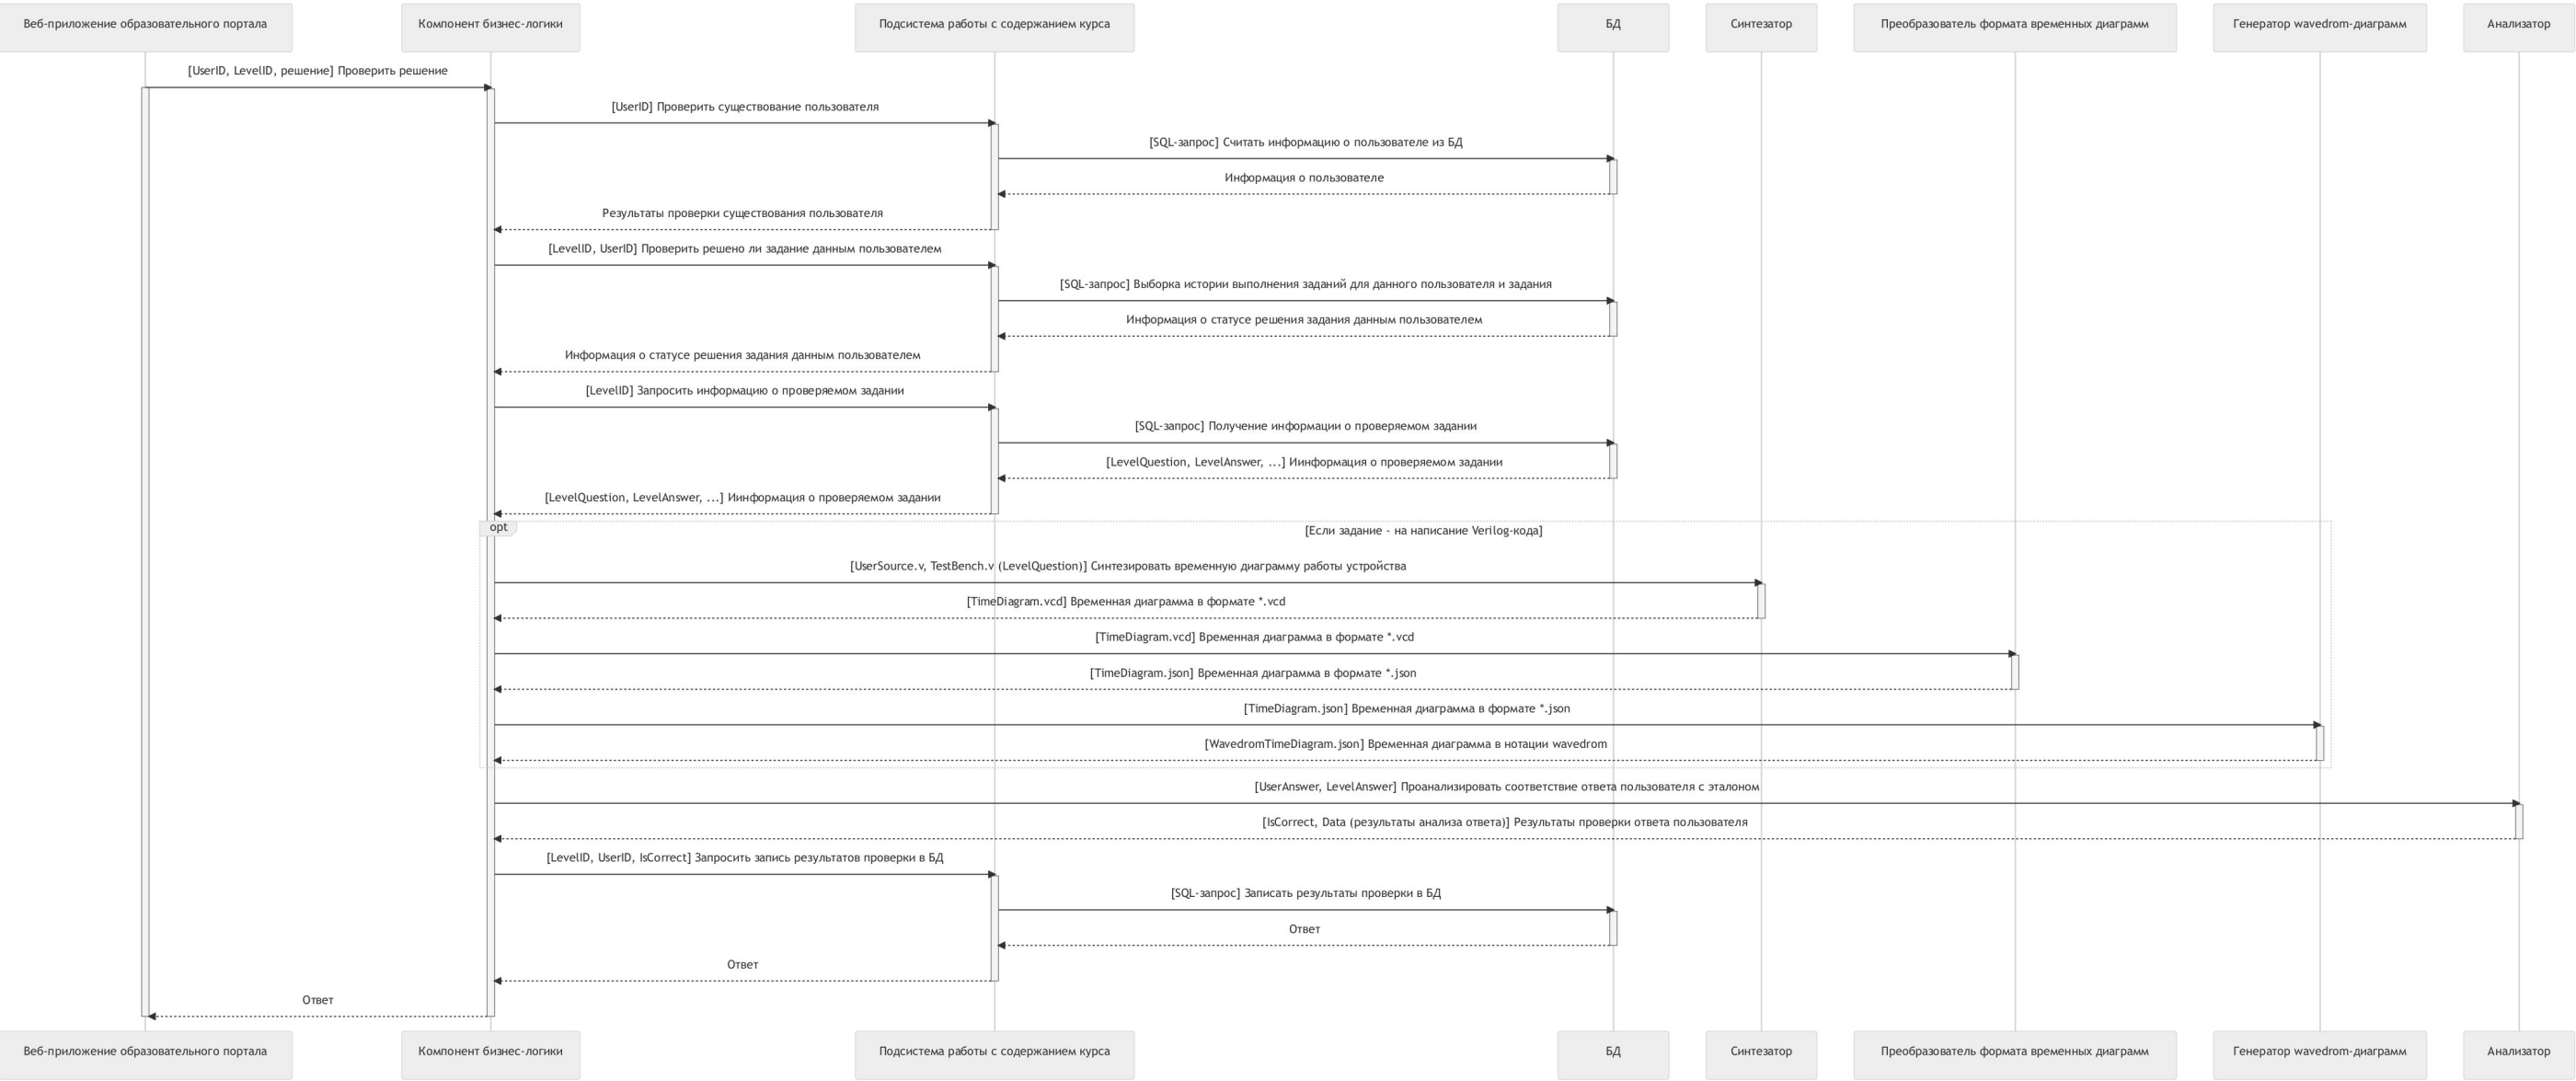 Веб-приложение образовательного портала
Компонент бизнес-логики
Подсистема работы с содержанием курса
БД
Синтезатор
Преобразователь формата временных диаграмм
Генератор wavedrom-диаграмм
Анализатор
[UserID, LevelID, решение] Проверить решение
[UserID] Проверить существование пользователя
[SQL-запрос] Считать информацию о пользователе из БД
Информация о пользователе
Результаты проверки существования пользователя
[LevelID, UserID] Проверить решено ли задание данным пользователем
[SQL-запрос] Выборка истории выполнения заданий для данного пользователя и задания
Информация о статусе решения задания данным пользователем
Информация о статусе решения задания данным пользователем
[LevelID] Запросить информацию о проверяемом задании
[SQL-запрос] Получение информации о проверяемом задании
[LevelQuestion, LevelAnswer, ...] Иинформация о проверяемом задании
[LevelQuestion, LevelAnswer, ...] Иинформация о проверяемом задании
opt
[Если задание - на написание Verilog-кода]
[UserSource.v, TestBench.v (LevelQuestion)] Синтезировать временную диаграмму работы устройства
[TimeDiagram.vcd] Временная диаграмма в формате *.vcd
[TimeDiagram.vcd] Временная диаграмма в формате *.vcd
[TimeDiagram.json] Временная диаграмма в формате *.json
[TimeDiagram.json] Временная диаграмма в формате *.json
[WavedromTimeDiagram.json] Временная диаграмма в нотации wavedrom
[UserAnswer, LevelAnswer] Проанализировать соответствие ответа пользователя с эталоном
[IsCorrect, Data (результаты анализа ответа)] Результаты проверки ответа пользователя
[LevelID, UserID, IsCorrect] Запросить запись результатов проверки в БД
[SQL-запрос] Записать результаты проверки в БД
Ответ
Ответ
Ответ
Веб-приложение образовательного портала
Компонент бизнес-логики
Подсистема работы с содержанием курса
БД
Синтезатор
Преобразователь формата временных диаграмм
Генератор wavedrom-диаграмм
Анализатор